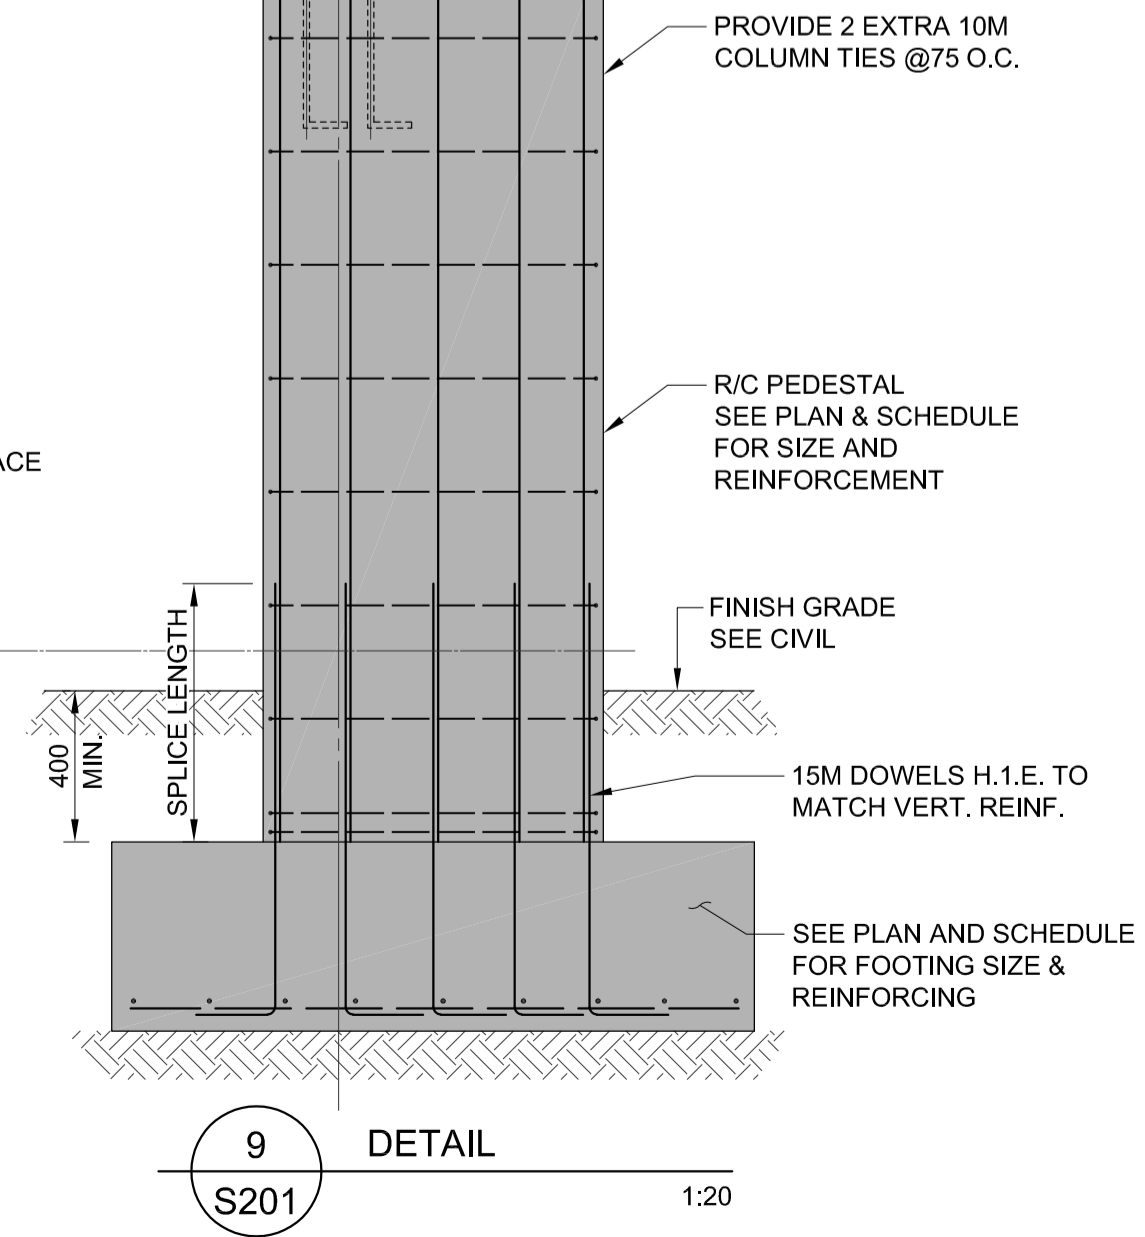 PROVIDE 2 EXTRA 10M
COLUMN TIES @75 O.C.
R/C PEDESTAL
SEE PLAN & SCHEDULE
FOR SIZE AND
REINFORCEMENT
ACE
SPLICE LENGTH
FINISH GRADE
SEE CIVIL
400
MIN.
15M DOWELS H.1.E. TO
MATCH VERT. REINF.
SEE PLAN AND SCHEDULE
FOR FOOTING SIZE &
REINFORCING
9
DETAIL
S201
1:20